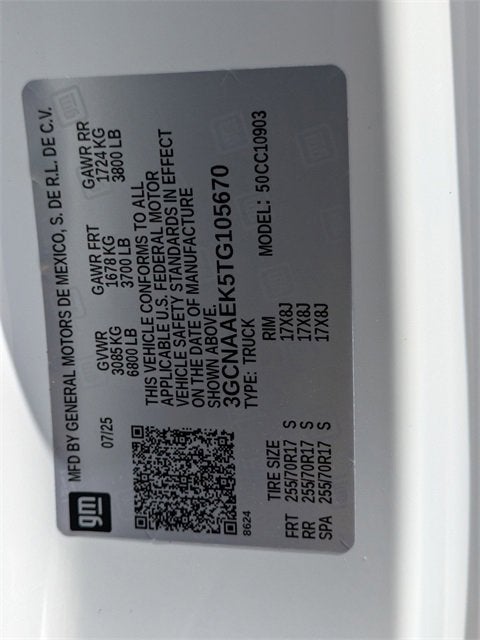 gm MFD BY GENERAL MOTORS DE MEXICO, S. DE R.L. DE C.V.
07/25 GVWR GAWR FRT GAWR RR
3085 KG 1678 KG 1724 KG
6800 LB 3700 LB 3800 LB
THIS VEHICLE CONFORMS TO ALL
APPLICABLE U.S. FEDERAL MOTOR
VEHICLE SAFETY STANDARDS IN EFFECT
ON THE DATE OF MANUFACTURE
SHOWN ABOVE.
3GCNAAEK5TG105670
8624 TYPE: TRUCK MODEL: 50CC10903
TIRE SIZE RIM
FRT 255/70R17 S 17X8J
RR 255/70R17 S 17X8J
SPA 255/70R17 S 17X8J